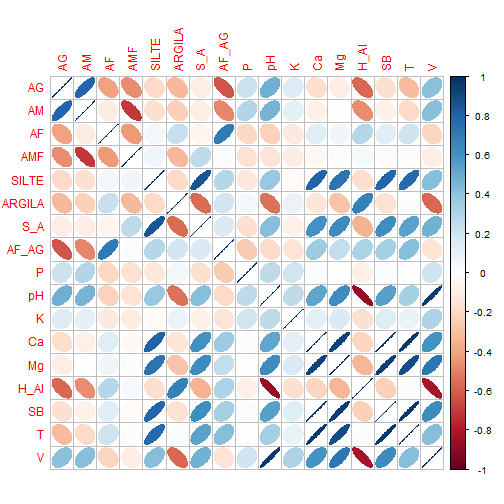 AG AM AF AMF SILTE ARGILA S_A AF_AG P pH K Ca Mg H_Al SB T V
AG
AM
AF
AMF
SILTE
ARGILA
S_A
AF_AG
P
pH
K
Ca
Mg
H_Al
SB
T
V
1
0.8
0.6
0.4
0.2
0
-0.2
-0.4
-0.6
-0.8
-1